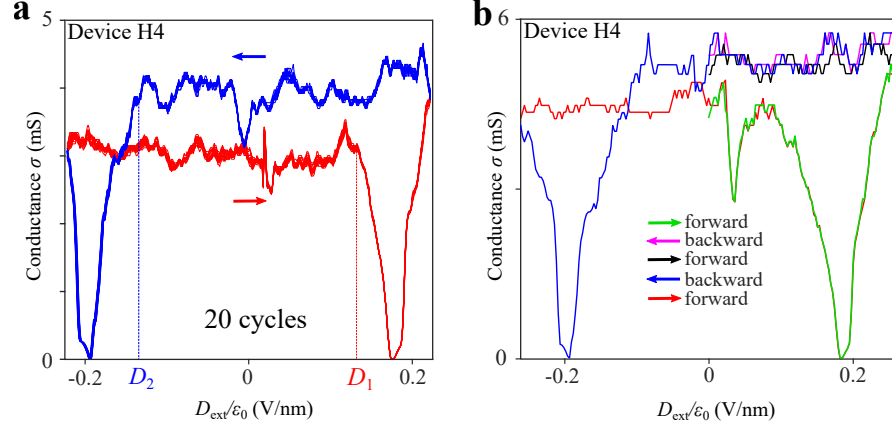 a
Device H4
5
0
Conductance σ (mS)
20 cycles
-0.2
D2
0
D1
0.2
Dext/ε0 (V/nm)
b
Device H4
6
0
Conductance σ (mS)
forward
backward
forward
backward
forward
-0.2
0
0.2
Dext/ε0 (V/nm)